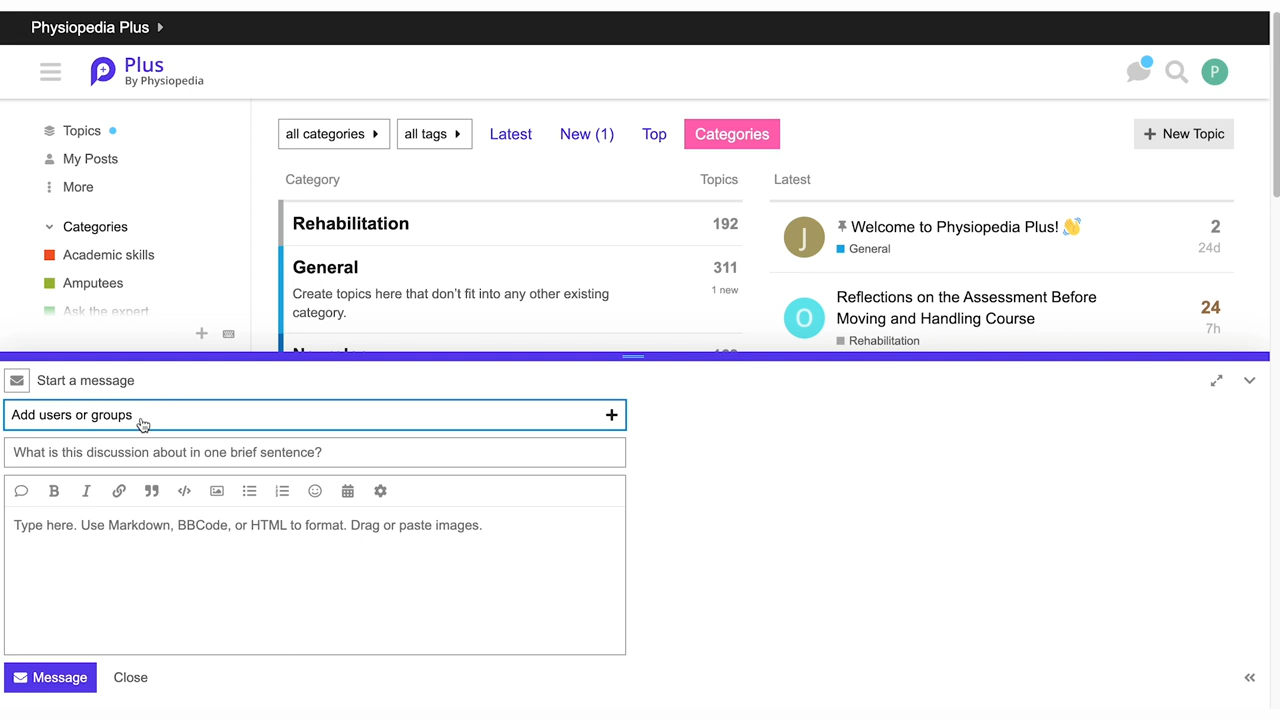 Physiopedia Plus
Plus
By Physiopedia
P
Topics
My Posts
More
Categories
Academic skills
Amputees
Ask the expert
all categories
all tags
Latest
New (1)
Top
Categories
New Topic
Category
Topics
Rehabilitation
192
General
311
Create topics here that don't fit into any other existing
category.
1 new
Latest
J
Welcome to Physiopedia Plus! 👋
2
General
24d
O
Reflections on the Assessment Before
Moving and Handling Course
24
7h
Rehabilitation
Start a message
Add users or groups
What is this discussion about in one brief sentence?
Type here. Use Markdown, BBCode, or HTML to format. Drag or paste images.
Message
Close